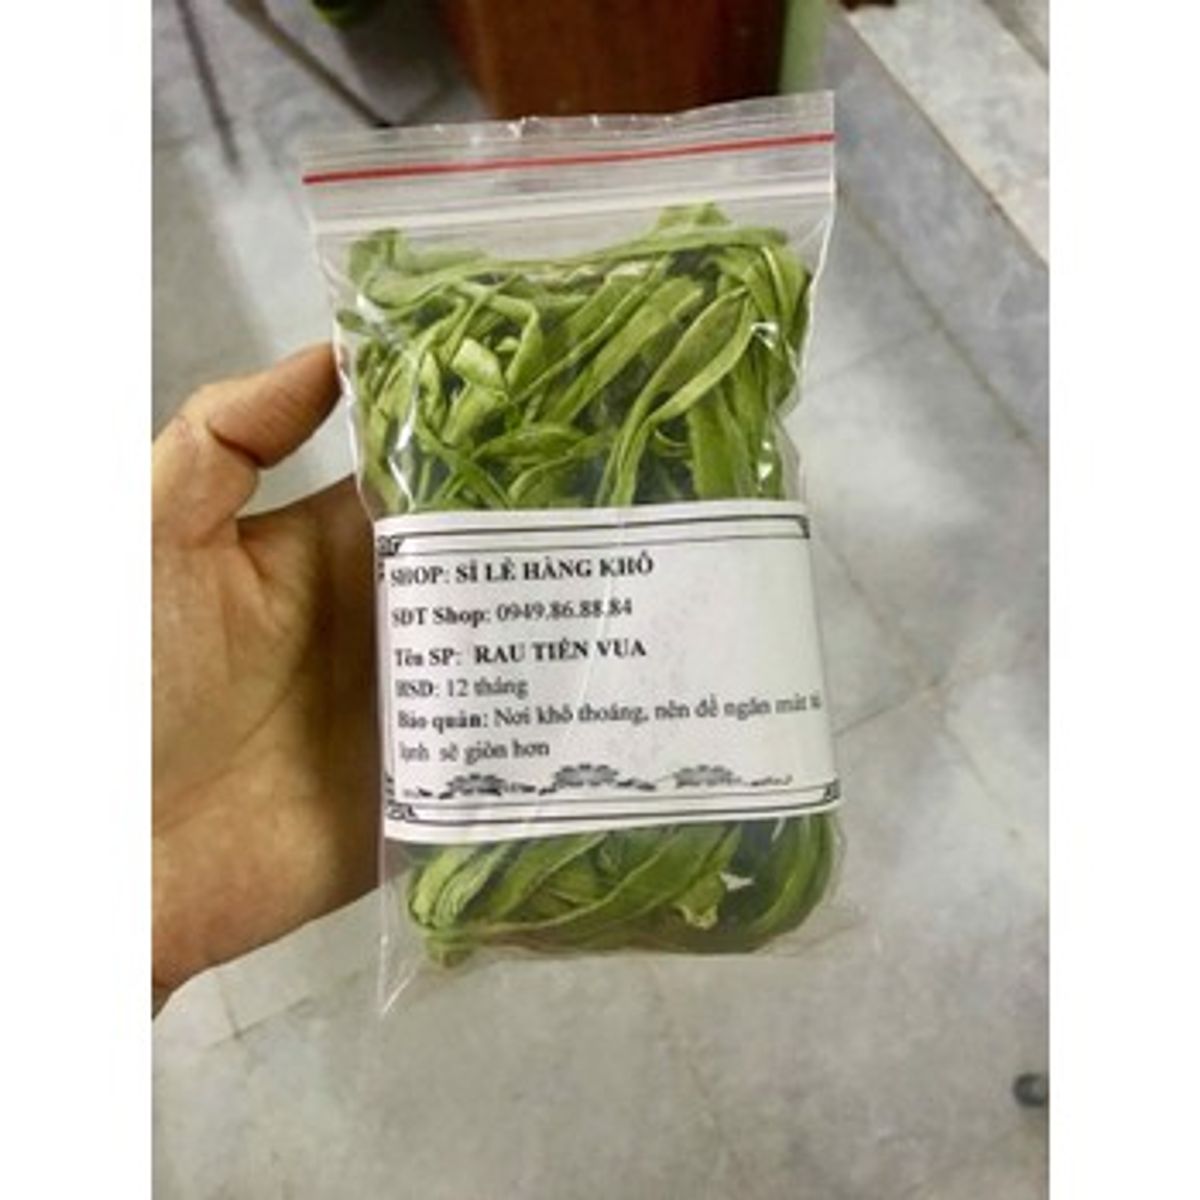 SHOP: SỈ LẺ HÀNG KHÔ
SĐT Shop: 0949.86.88.84
Tên SP: RAU TIẾN VUA
HSD: 12 tháng
Bảo quản: Nơi khô thoáng, nên để ngăn mát tủ
lạnh sẽ giòn hơn